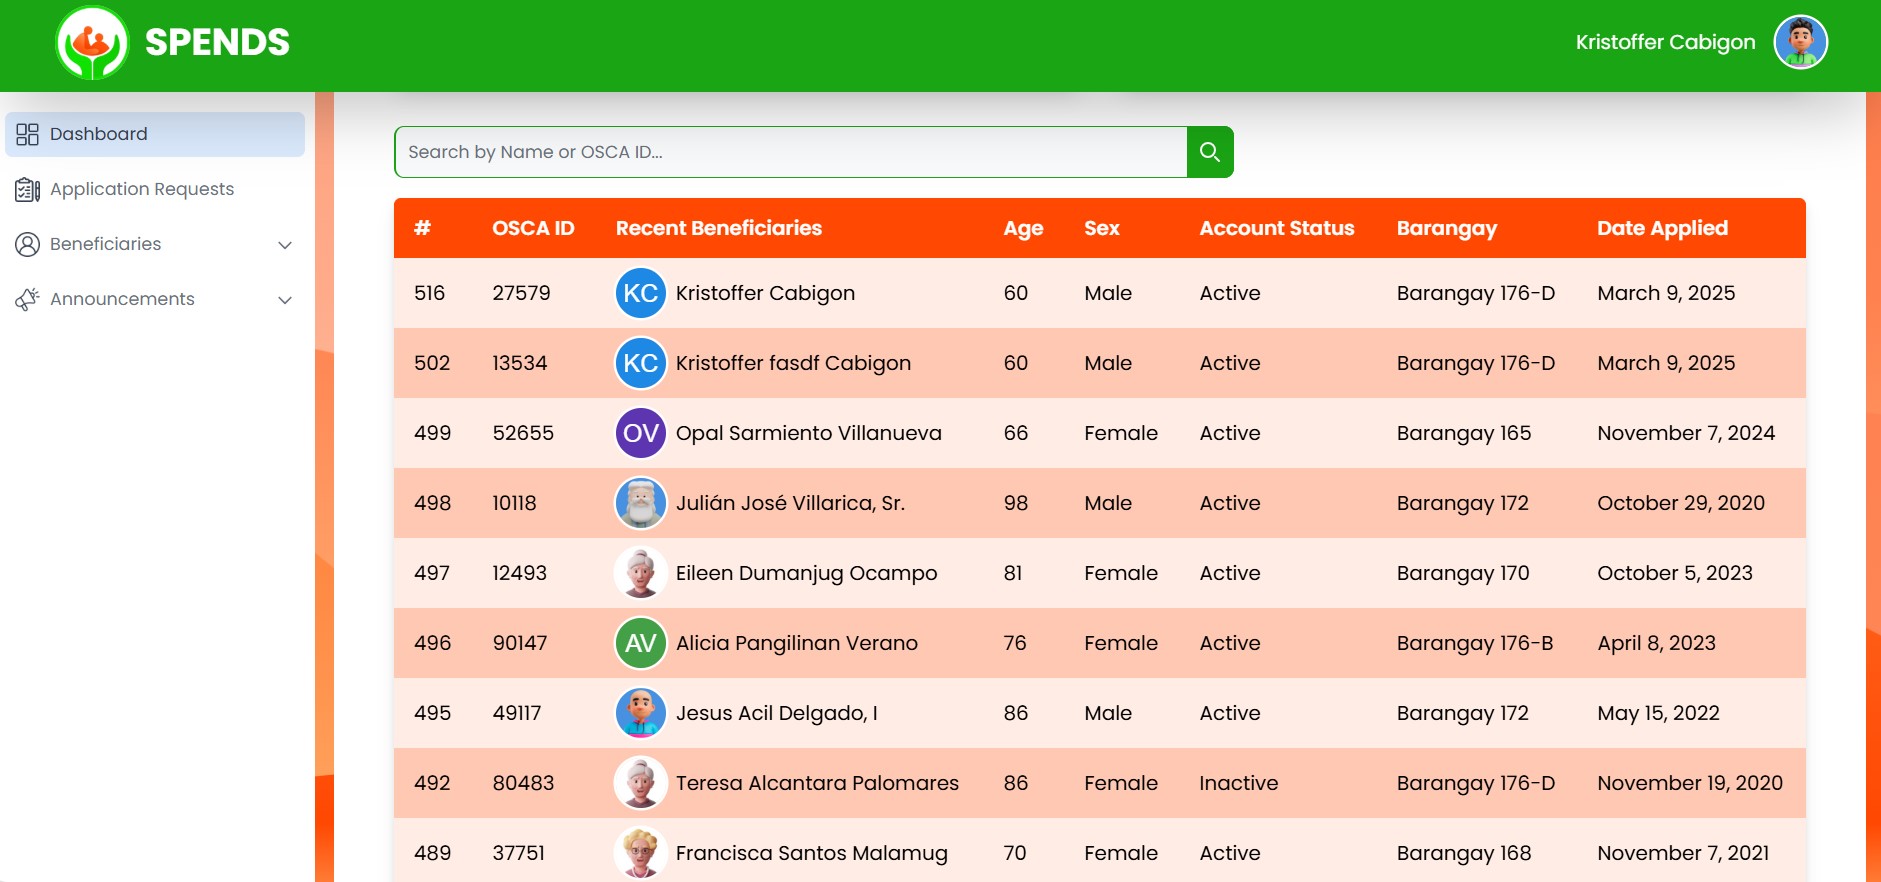 SPENDS
Kristoffer Cabigon
Dashboard
Application Requests
Beneficiaries
Announcements
Search by Name or OSCA ID...
# OSCA ID Recent Beneficiaries Age Sex Account Status Barangay Date Applied
516 27579 KC Kristoffer Cabigon 60 Male Active Barangay 176-D March 9, 2025
502 13534 KC Kristoffer fasdf Cabigon 60 Male Active Barangay 176-D March 9, 2025
499 52655 OV Opal Sarmiento Villanueva 66 Female Active Barangay 165 November 7, 2024
498 10118 Julián José Villarica, Sr. 98 Male Active Barangay 172 October 29, 2020
497 12493 Eileen Dumanjug Ocampo 81 Female Active Barangay 170 October 5, 2023
496 90147 AV Alicia Pangilinan Verano 76 Female Active Barangay 176-B April 8, 2023
495 49117 Jesus Acil Delgado, I 86 Male Active Barangay 172 May 15, 2022
492 80483 Teresa Alcantara Palomares 86 Female Inactive Barangay 176-D November 19, 2020
489 37751 Francisca Santos Malamug 70 Female Active Barangay 168 November 7, 2021